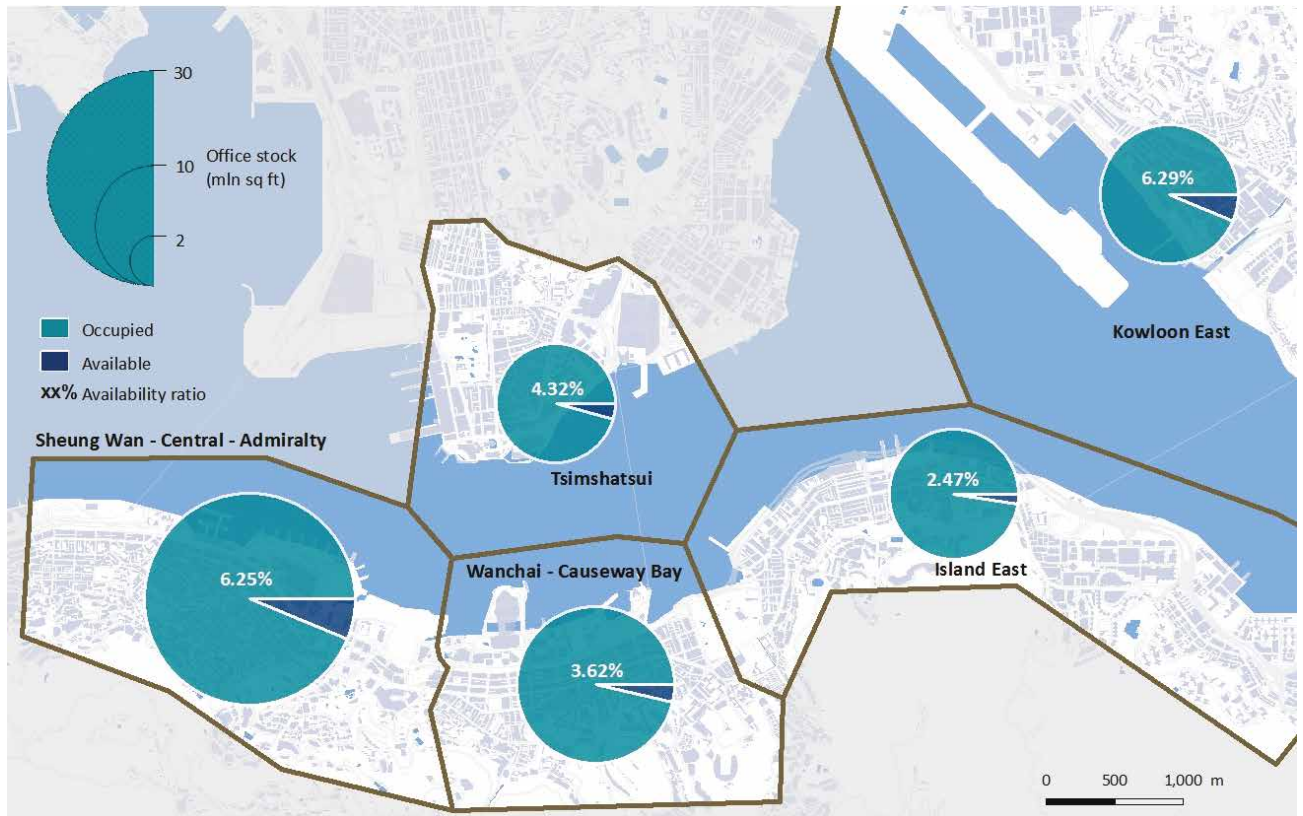 30
10
Office stock
(mln sq ft)
2
Occupied
Available
xx% Availability ratio
6.29%
Kowloon East
4.32%
Tsimshatsui
Sheung Wan - Central - Admiralty
6.25%
2.47%
Island East
Wanchai - Causeway Bay
3.62%
0 500 1,000 m